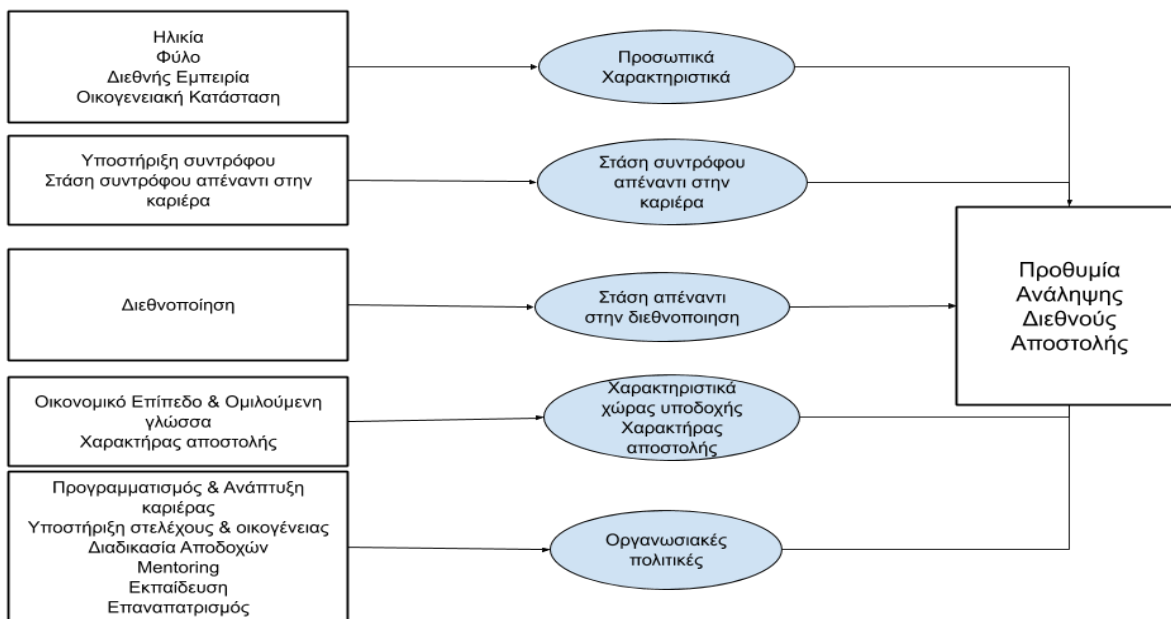 Ηλικία
Φύλο
Διεθνής Εμπειρία
Οικογενειακή Κατάσταση
Προσωπικά
Χαρακτηριστικά
Υποστήριξη συντρόφου
Στάση συντρόφου απέναντι στην
καριέρα
Στάση συντρόφου
απέναντι στην
καριέρα
Διεθνοποίηση
Στάση απέναντι
στην διεθνοποιηση
Προθυμία
Ανάληψης
Διεθνούς
Αποστολής
Οικονομικό Επίπεδο & Ομιλούμενη
γλώσσα
Χαρακτήρας αποστολής
Χαρακτηριστικά
χώρας υποδοχής
Χαρακτήρας
αποστολής
Προγραμματισμός & Ανάπτυξη
καριέρας
Υποστήριξη στελέχους & οικογένειας
Διαδικασία Αποδοχών
Mentoring
Εκπαίδευση
Επαναπατρισμός
Οργανωσιακές
πολιτικές